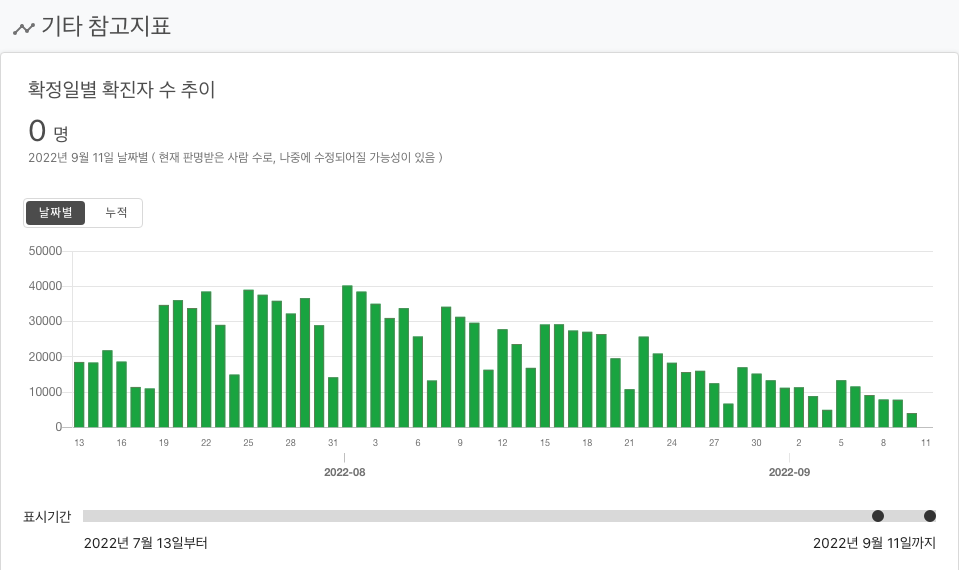 기타 참고지표
확정일별 확진자 수 추이
0 명
2022년 9월 11일 날짜별 ( 현재 판명받은 사람 수로, 나중에 수정되어질 가능성이 있음 )
날짜별 누적
50000
40000
30000
20000
10000
0
13 16 19 22 25 28 31 3 6 9 12 15 18 21 24 27 30 2 5 8 11
2022-08 2022-09
표시기간
2022년 7월 13일부터 2022년 9월 11일까지